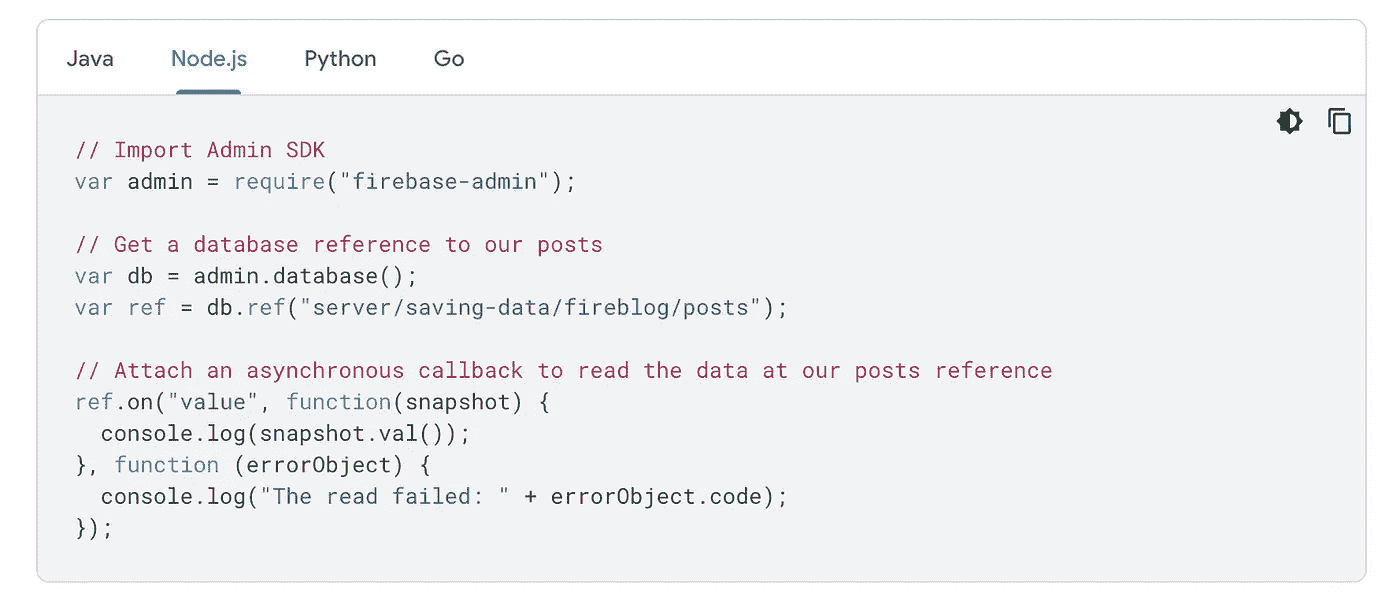 Java Node.js Python Go
// Import Admin SDK
var admin = require("firebase-admin");
// Get a database reference to our posts
var db = admin.database();
var ref = db.ref("server/saving-data/fireblog/posts");
// Attach an asynchronous callback to read the data at our posts reference
ref.on("value", function(snapshot) {
  console.log(snapshot.val());
}, function (errorObject) {
  console.log("The read failed: " + errorObject.code);
});